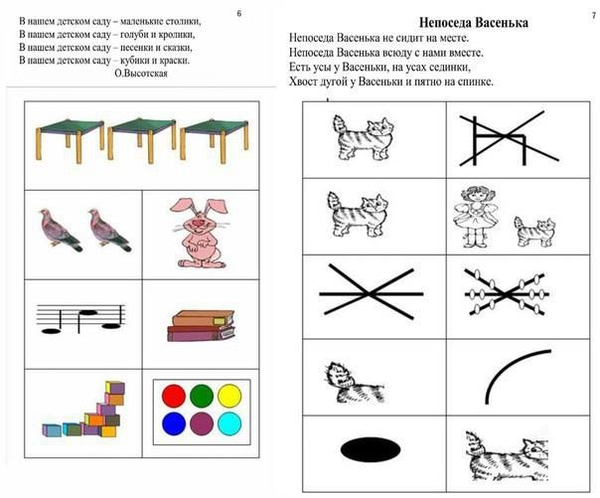 6
В нашем детском саду – маленькие столики,
В нашем детском саду – голуби и кролики,
В нашем детском саду – песенки и сказки,
В нашем детском саду – кубики и краски.
О.Высотская
7
Непоседа Васенька
Непоседа Васенька не сидит на месте.
Непоседа Васенька всюду с нами вместе.
Есть усы у Васеньки, на усах сединки,
Хвост дугой у Васеньки и пятно на спинке.